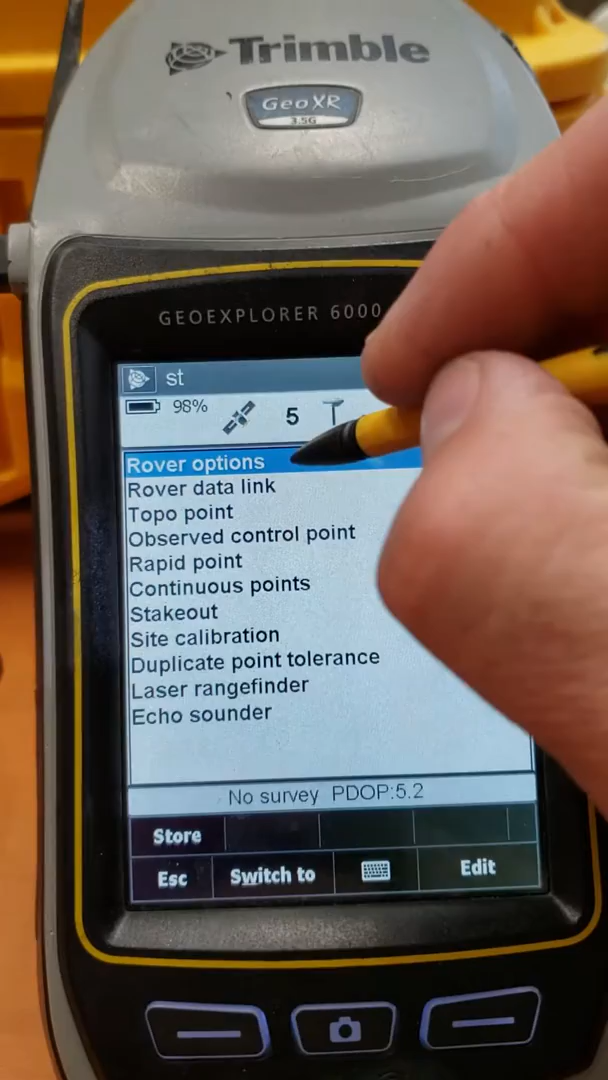 Trimble
GeoXR
3.5G
GEOEXPLORER 6000
st
98%
5
Rover options
Rover data link
Topo point
Observed control point
Rapid point
Continuous points
Stakeout
Site calibration
Duplicate point tolerance
Laser rangefinder
Echo sounder
No survey PDOP:5.2
Store
Esc
Switch to
Edit